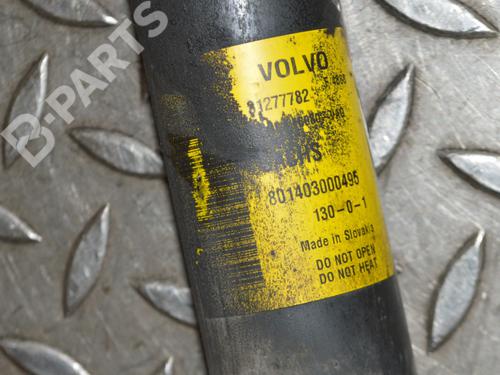 B-PARTS
VOLVO
31277782
801403000495
130-0-1
Made in Slovakia
DO NOT OPEN
DO NOT HEAT